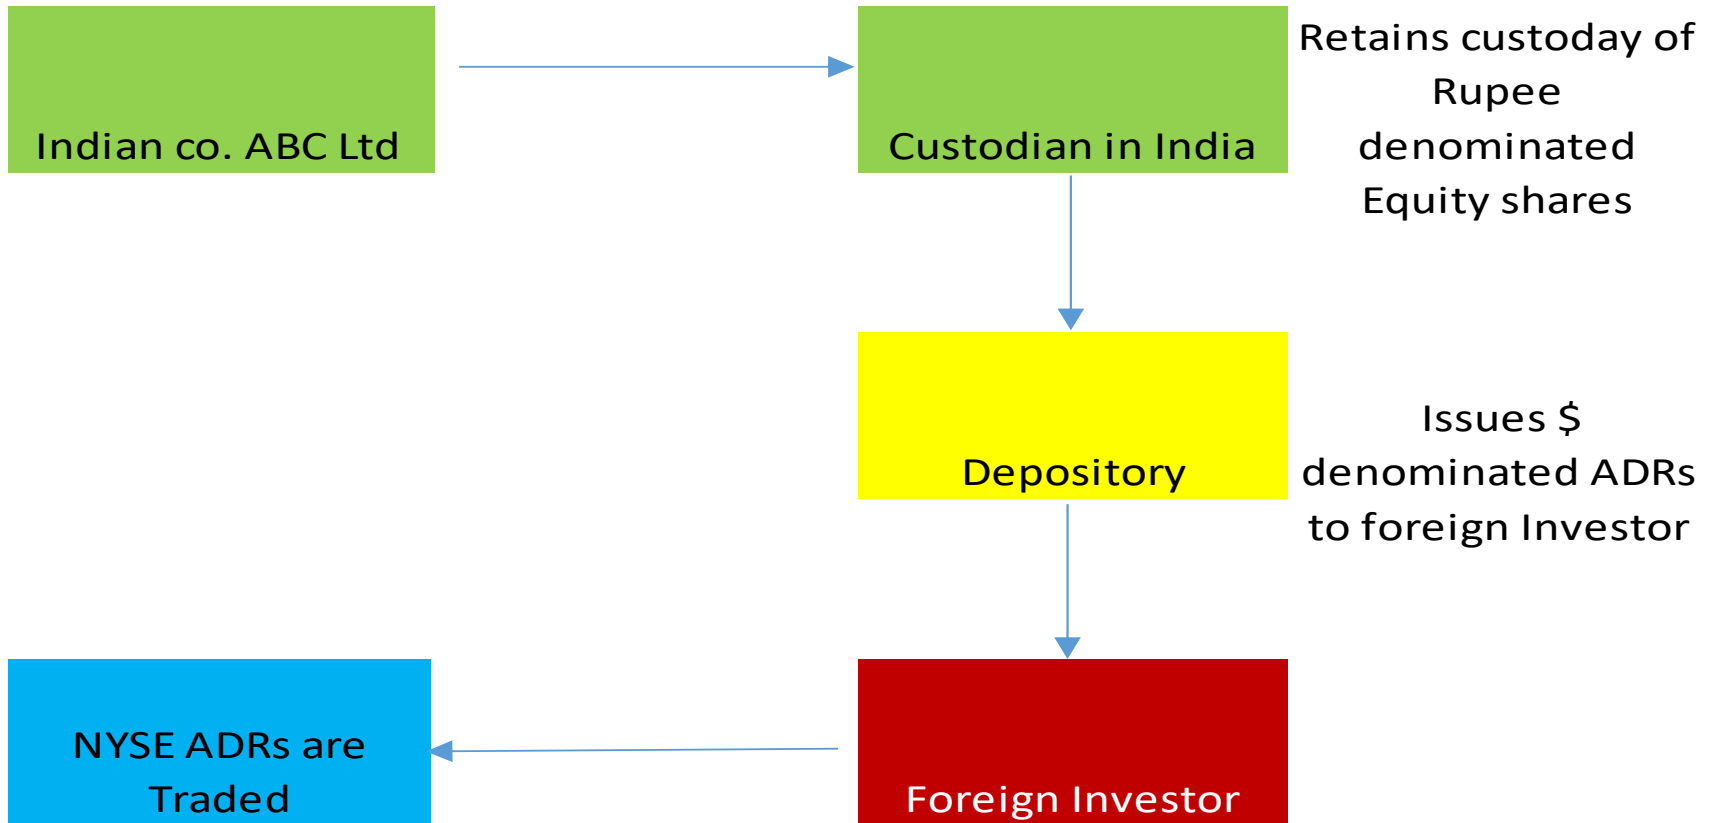 Indian co. ABC Ltd
Custodian in India
Retains custoday of
Rupee
denominated
Equity shares
Depository
Issues $
denominated ADRs
to foreign Investor
NYSE ADRs are
Traded
Foreign Investor